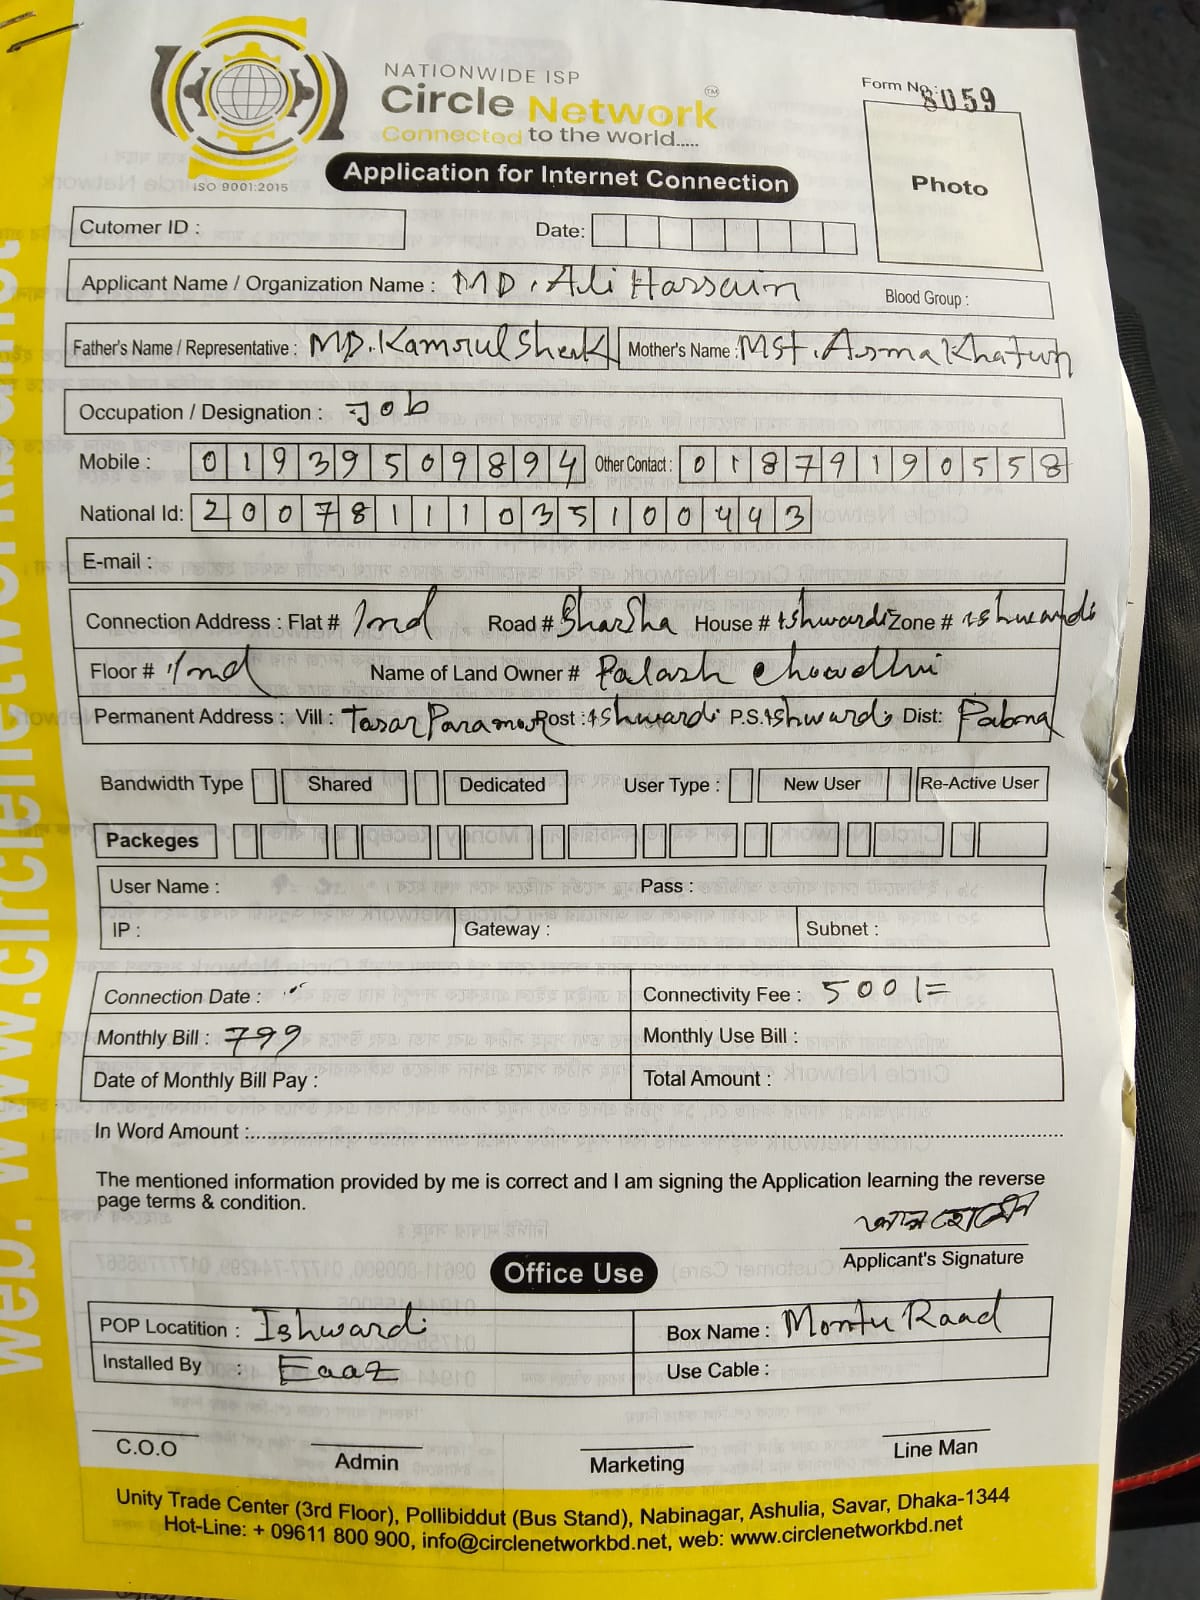 NATIONWIDE ISP
Circle Network TM
Connected to the world.....
ISO 9001:2015
Form No.: 8059
Photo
Application for Internet Connection
Cutomer ID :
Date:
Applicant Name / Organization Name : MD. Ali Hossain
Blood Group :
Father's Name / Representative : MD. Kamrul Sheak Mother's Name : Mst. Asma Khatun
Occupation / Designation : Job
Mobile : 01939509894 Other Contact : 01879190558
National Id: 20078111035100443
E-mail :
Connection Address : Flat # 2nd Road # Bharsha House # Ishwardi Zone # Ishwardi
Floor # 2nd Name of Land Owner # Palash Chowdhui
Permanent Address : Vill : Post : Ishwardi P.S. Ishwardi Dist: Pabna
Bandwidth Type Shared Dedicated User Type : New User Re-Active User
Packeges
User Name : Pass :
IP : Gateway : Subnet :
Connection Date : Connectivity Fee : 500/=
Monthly Bill : 799 Monthly Use Bill :
Date of Monthly Bill Pay : Total Amount :
In Word Amount :
The mentioned information provided by me is correct and I am signing the Application learning the reverse
page terms & condition.
Applicant's Signature
Office Use
POP Locatition : Ishwardi Box Name : Montu Raad
Installed By : Eaaz Use Cable :
C.O.O Admin Marketing Line Man
Unity Trade Center (3rd Floor), Pollibiddut (Bus Stand), Nabinagar, Ashulia, Savar, Dhaka-1344
Hot-Line: + 09611 800 900, info@circlenetworkbd.net, web: www.circlenetworkbd.net
web: www.circlenetworkbd.net